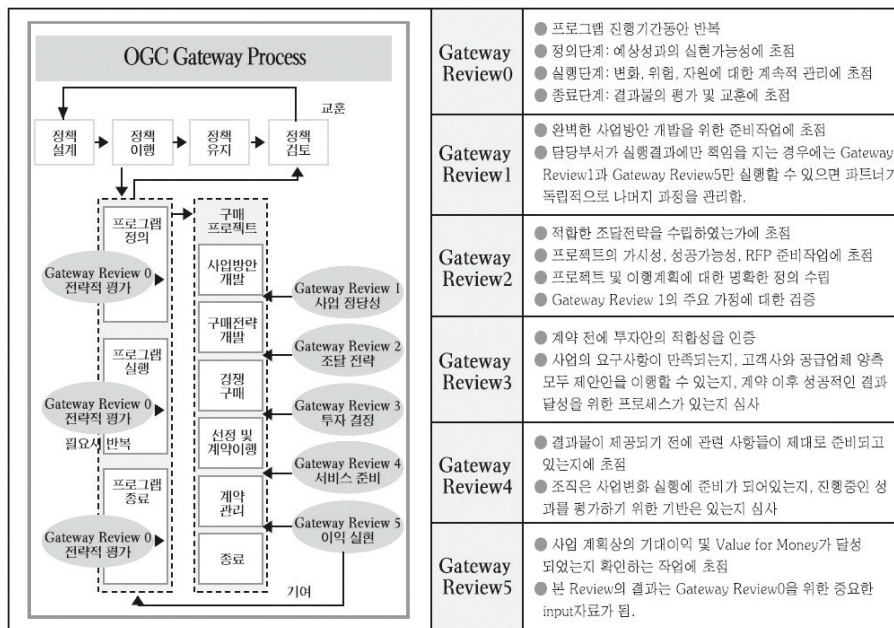 OGC Gateway Process
교훈
정책
설계
정책
이행
정책
유지
정책
검토
프로그램
정의
Gateway Review 0
전략적 평가
프로그램
실행
Gateway Review 0
전략적 평가
필요시 반복
프로그램
종료
Gateway Review 0
전략적 평가
구매
프로젝트
사업방안
개발
구매전략
개발
경쟁
구매
선정 및
계약이행
계약
관리
종료
Gateway Review 1
사업 정당성
Gateway Review 2
조달 전략
Gateway Review 3
투자 결정
Gateway Review 4
서비스 준비
Gateway Review 5
이익 실현
기여
Gateway
Review0
● 프로그램 진행기간동안 반복
● 정의단계: 예상성과의 실현가능성에 초점
● 실행단계: 변화, 위험, 자원에 대한 계속적 관리에 초점
● 종료단계: 결과물의 평가 및 교훈에 초점
Gateway
Review1
● 완벽한 사업방안 개발을 위한 준비작업에 초점
● 담당부서가 실행결과에만 책임을 지는 경우에는 Gateway
Review1과 Gateway Review5만 실행할 수 있으면 파트너가
독립적으로 나머지 과정을 관리함.
Gateway
Review2
● 적합한 조달전략을 수립하였는가에 초점
● 프로젝트의 가시성, 성공가능성, RFP 준비작업에 초점
● 프로젝트 및 이행계획에 대한 명확한 정의 수립
● Gateway Review 1의 주요 가정에 대한 검증
Gateway
Review3
● 계약 전에 투자안의 적합성을 인증
● 사업의 요구사항이 만족되는지, 고객사와 공급업체 양측
모두 제안안을 이행할 수 있는지, 계약 이후 성공적인 결과
달성을 위한 프로세스가 있는지 심사
Gateway
Review4
● 결과물이 제공되기 전에 관련 사항들이 제대로 준비되고
있는지에 초점
● 조직은 사업변화 실행에 준비가 되어있는지, 진행중인 성
과를 평가하기 위한 기반은 있는지 심사
Gateway
Review5
● 사업 계획상의 기대이익 및 Value for Money가 달성
되었는지 확인하는 작업에 초점
● 본 Review의 결과는 Gateway Review0을 위한 중요한
input자료가 됨.